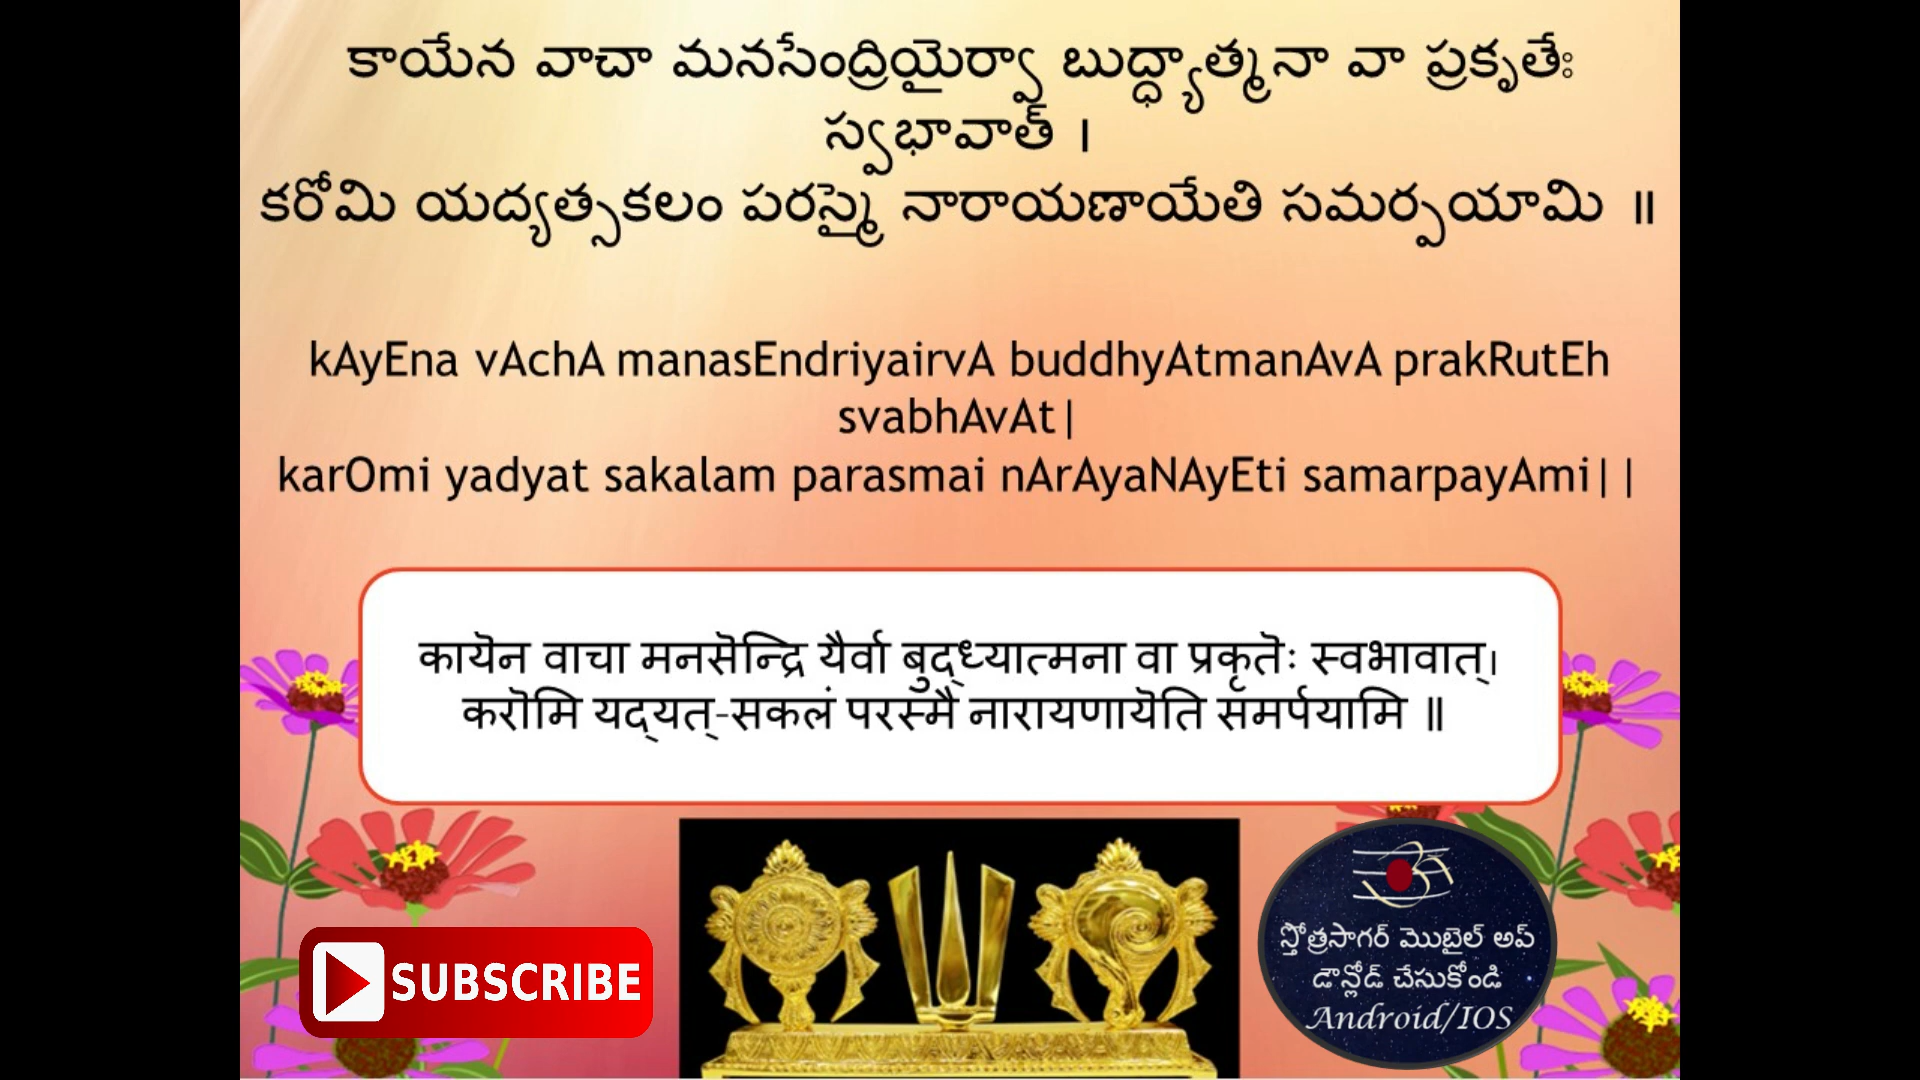 కాయేన వాచా మనసేంద్రియైర్వా బుద్ధ్యాత్మనా వా ప్రకృతేః
స్వభావాత్ ।
కరోమి యద్యత్సకలం పరస్మై నారాయణాయేతి సమర్పయామి ॥
kAyEna vAchA manasEndriyairvA buddhyAtmanAvA prakRutEh
svabhAvAt|
karOmi yadyat sakalam parasmai nArAyaNAyEti samarpayAmi||
कायॆन वाचा मनसॆन्द्रि यैर्वा बुद्ध्यात्मना वा प्रकृतॆः स्वभावात्।
करॊमि यद्यत्-सकलं परस्मै नारायणायॆति समर्पयामि ॥
SUBSCRIBE
స్తోత్రసాగర్ మొబైల్ అప్
డౌన్లోడ్ చేసుకోండి
Android/IOS